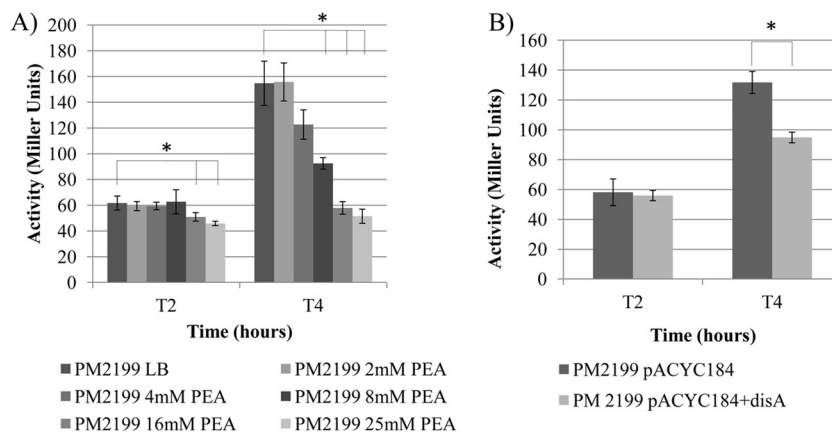 A)
*
*
Activity (Miller Units)
200
180
160
140
120
100
80
60
40
20
0
T2 T4
Time (hours)
PM2199 LB PM2199 2mM PEA
PM2199 4mM PEA PM2199 8mM PEA
PM2199 16mM PEA PM2199 25mM PEA
B)
*
Activity (Miller Units)
160
140
120
100
80
60
40
20
0
T2 T4
Time (hours)
PM2199 pACYC184
PM 2199 pACYC184+disA